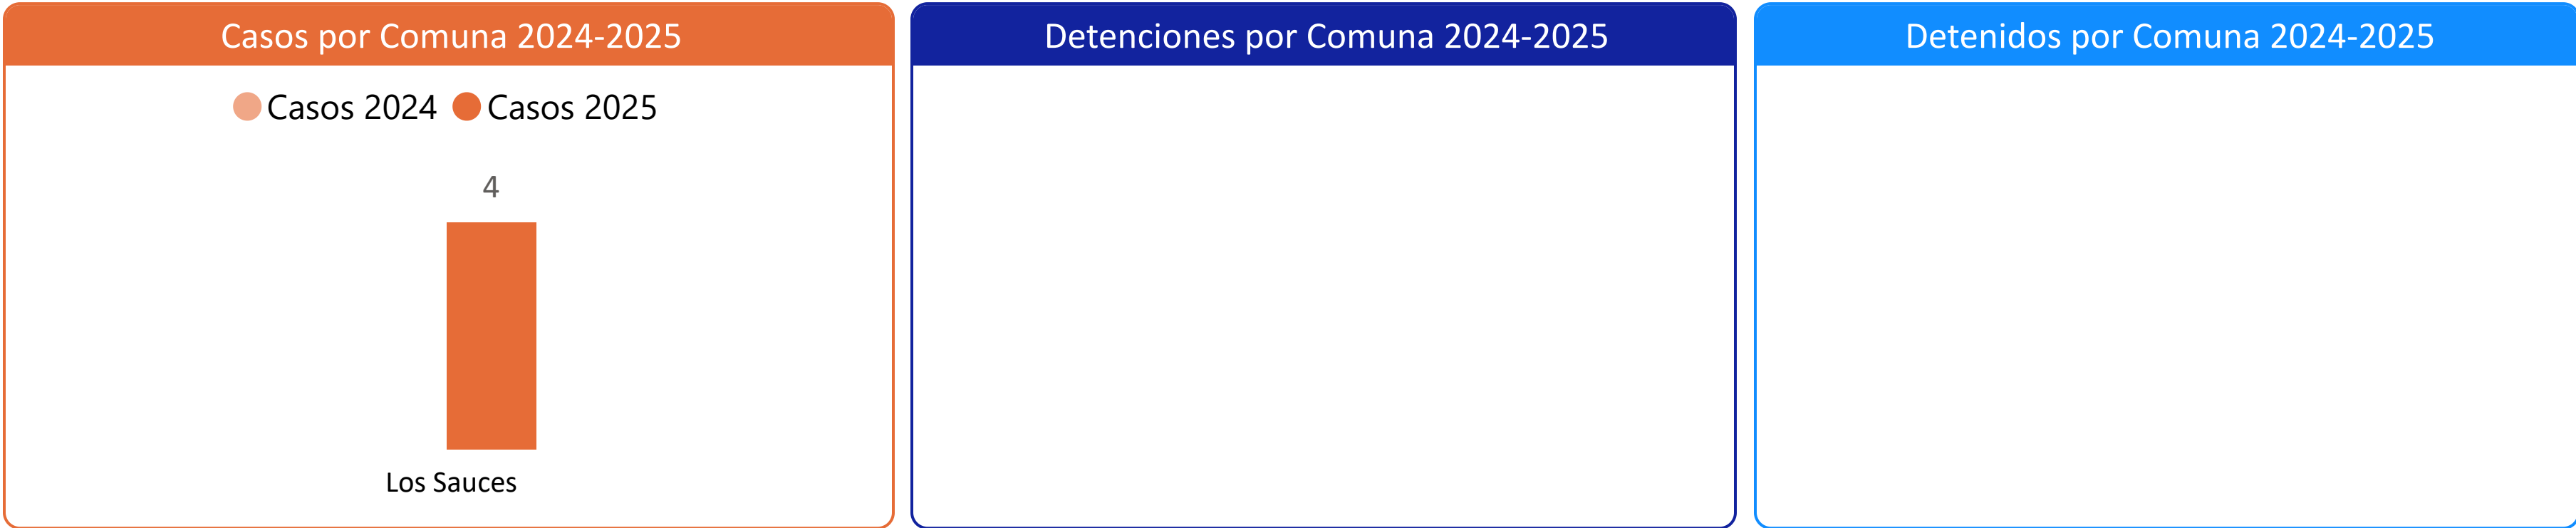 Casos por Comuna 2024-2025
Casos 2024 Casos 2025
4
Los Sauces
Detenciones por Comuna 2024-2025
Detenidos por Comuna 2024-2025